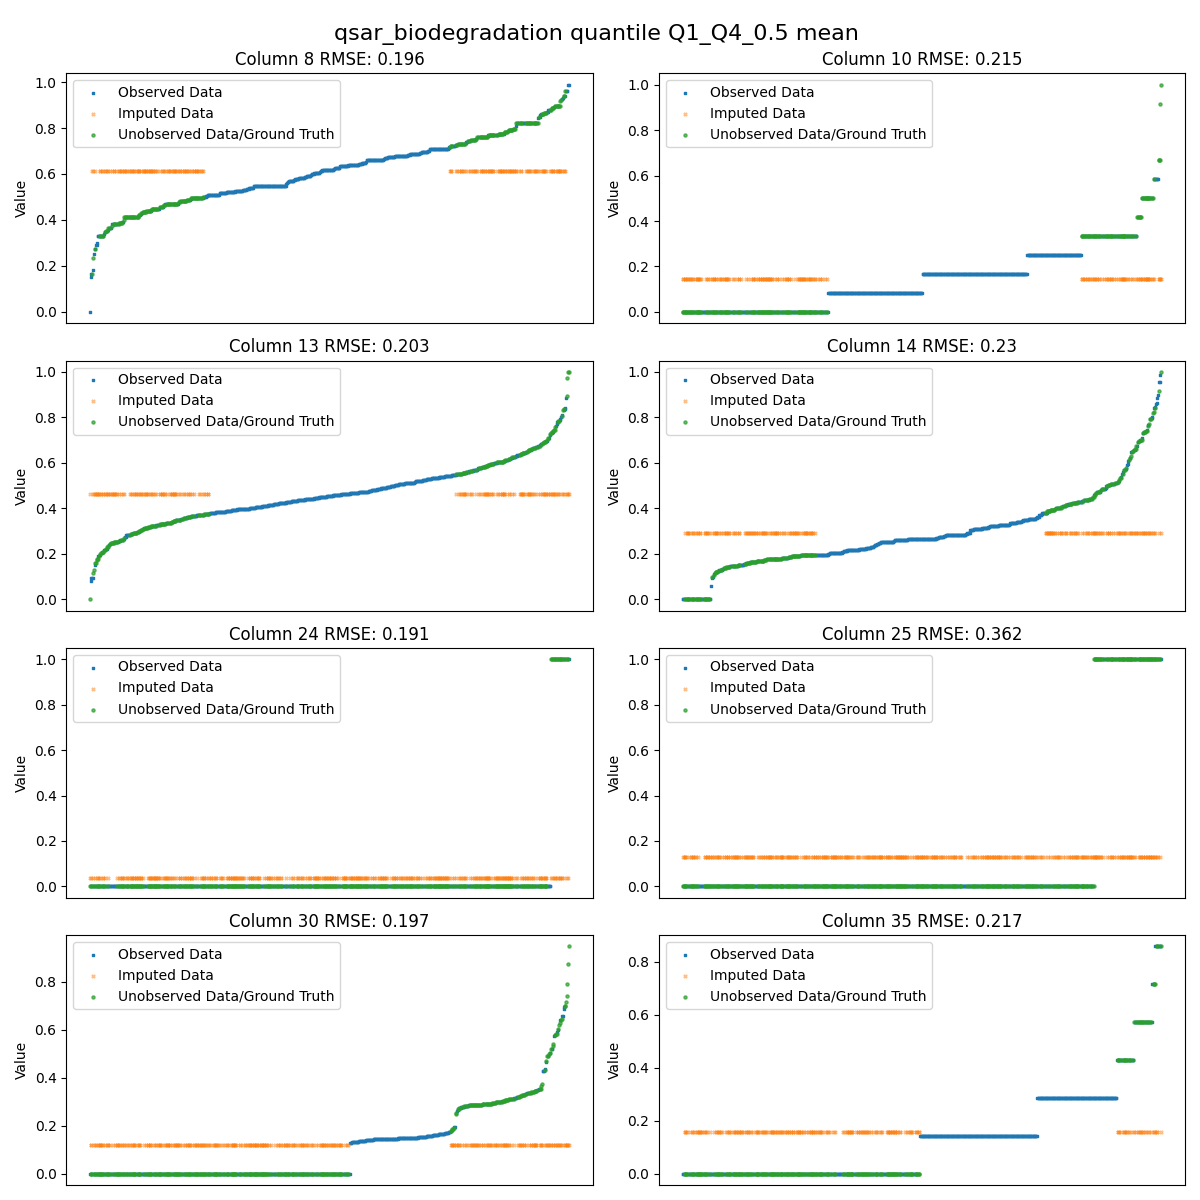 qsar_biodegradation quantile Q1_Q4_0.5 mean
Column 8 RMSE: 0.196
Observed Data
Imputed Data
Unobserved Data/Ground Truth
Value
1.0
0.8
0.6
0.4
0.2
0.0
Column 10 RMSE: 0.215
Observed Data
Imputed Data
Unobserved Data/Ground Truth
Value
1.0
0.8
0.6
0.4
0.2
0.0
Column 13 RMSE: 0.203
Observed Data
Imputed Data
Unobserved Data/Ground Truth
Value
1.0
0.8
0.6
0.4
0.2
0.0
Column 14 RMSE: 0.23
Observed Data
Imputed Data
Unobserved Data/Ground Truth
Value
1.0
0.8
0.6
0.4
0.2
0.0
Column 24 RMSE: 0.191
Observed Data
Imputed Data
Unobserved Data/Ground Truth
Value
1.0
0.8
0.6
0.4
0.2
0.0
Column 25 RMSE: 0.362
Observed Data
Imputed Data
Unobserved Data/Ground Truth
Value
1.0
0.8
0.6
0.4
0.2
0.0
Column 30 RMSE: 0.197
Observed Data
Imputed Data
Unobserved Data/Ground Truth
Value
0.8
0.6
0.4
0.2
0.0
Column 35 RMSE: 0.217
Observed Data
Imputed Data
Unobserved Data/Ground Truth
Value
0.8
0.6
0.4
0.2
0.0